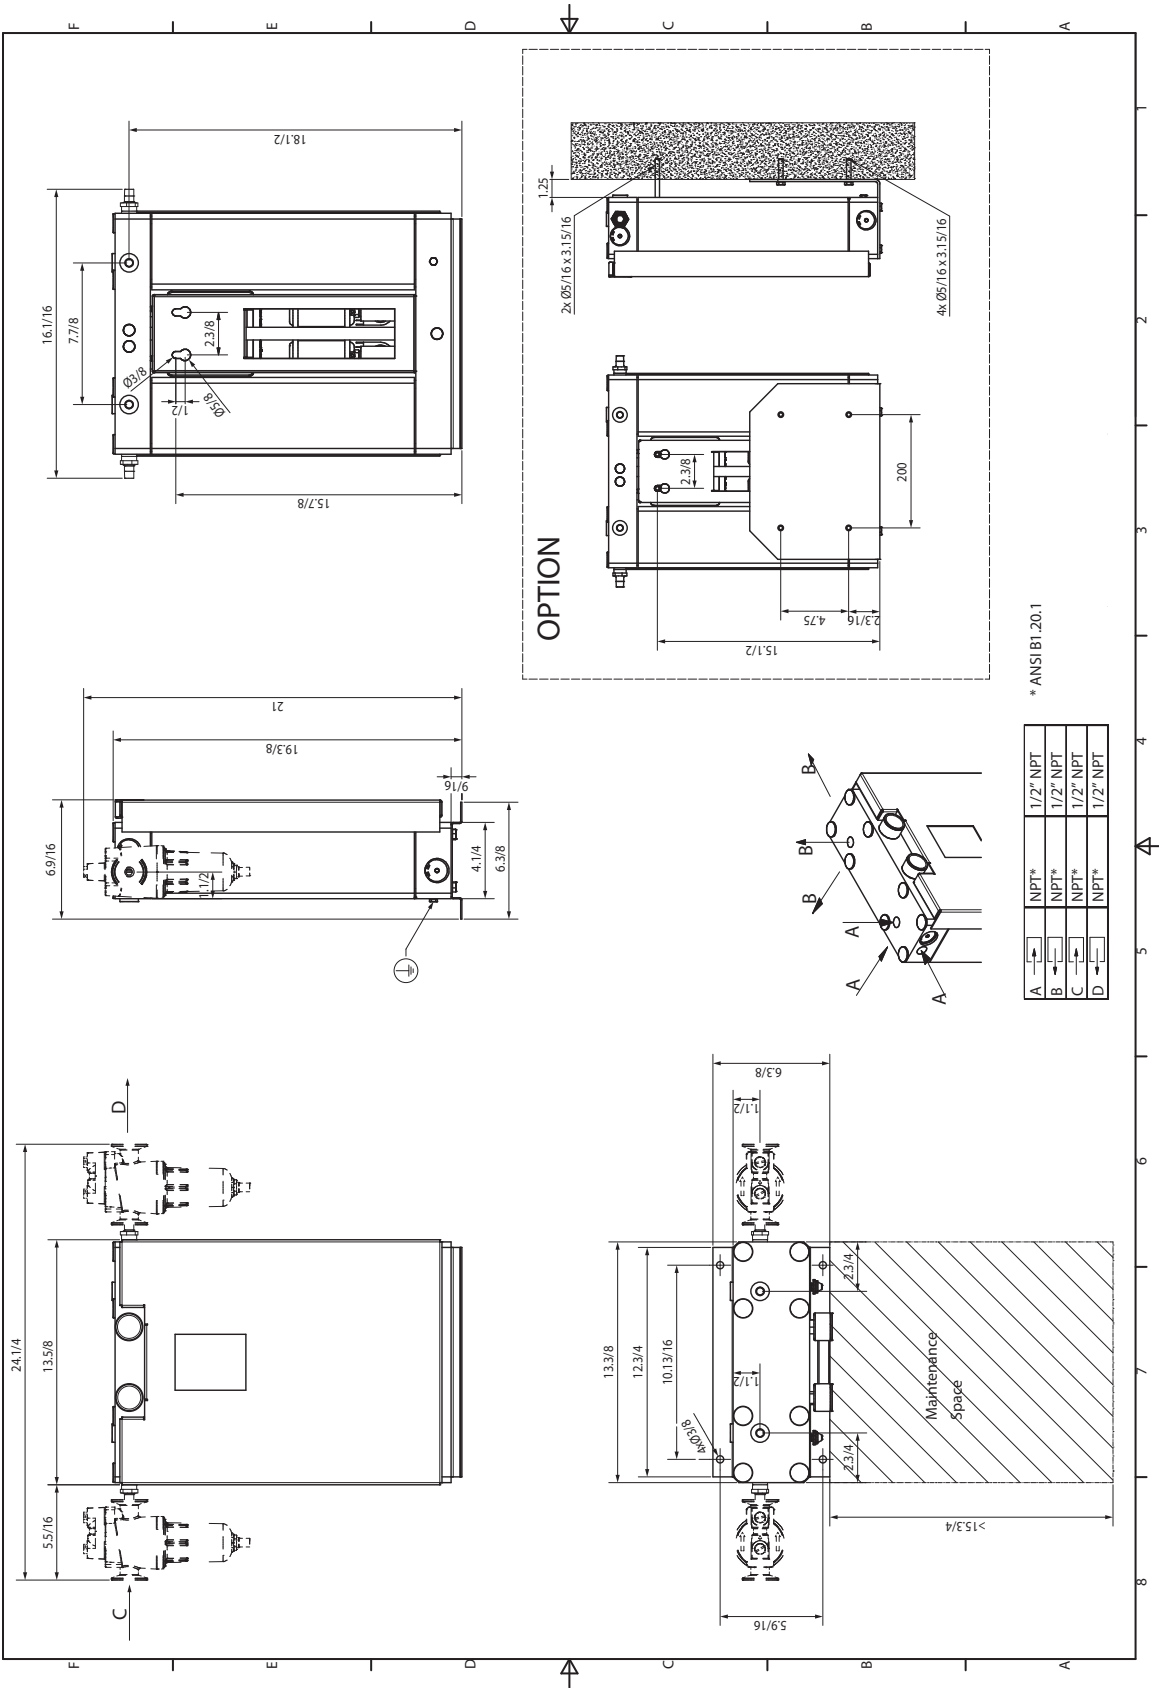 F
E
D
C
B
A
16.1/16
7.7/8
2.3/8
Ø3/8
1/2
Ø5/8
18.1/2
15.7/8
OPTION
1.25
2x Ø5/16 x 3.15/16
4x Ø5/16 x 3.15/16
2.3/8
200
4.75
2.3/16
15.1/2
21
19.3/8
9/16
6.9/16
1.1/2
4.1/4
6.3/8
B
B
B
A
A
A
* ANSI B1.20.1
A NPT* 1/2" NPT
B NPT* 1/2" NPT
C NPT* 1/2" NPT
D NPT* 1/2" NPT
24.1/4
13.5/8
5.5/16
C
D
6.3/8
1.1/2
13.3/8
12.3/4
10.13/16
1.1/2
4xØ3/8
2.3/4
2.3/4
Maintenance
Space
>15.3/4
5.9/16
1
2
3
4
5
6
7
8
F
E
D
C
B
A